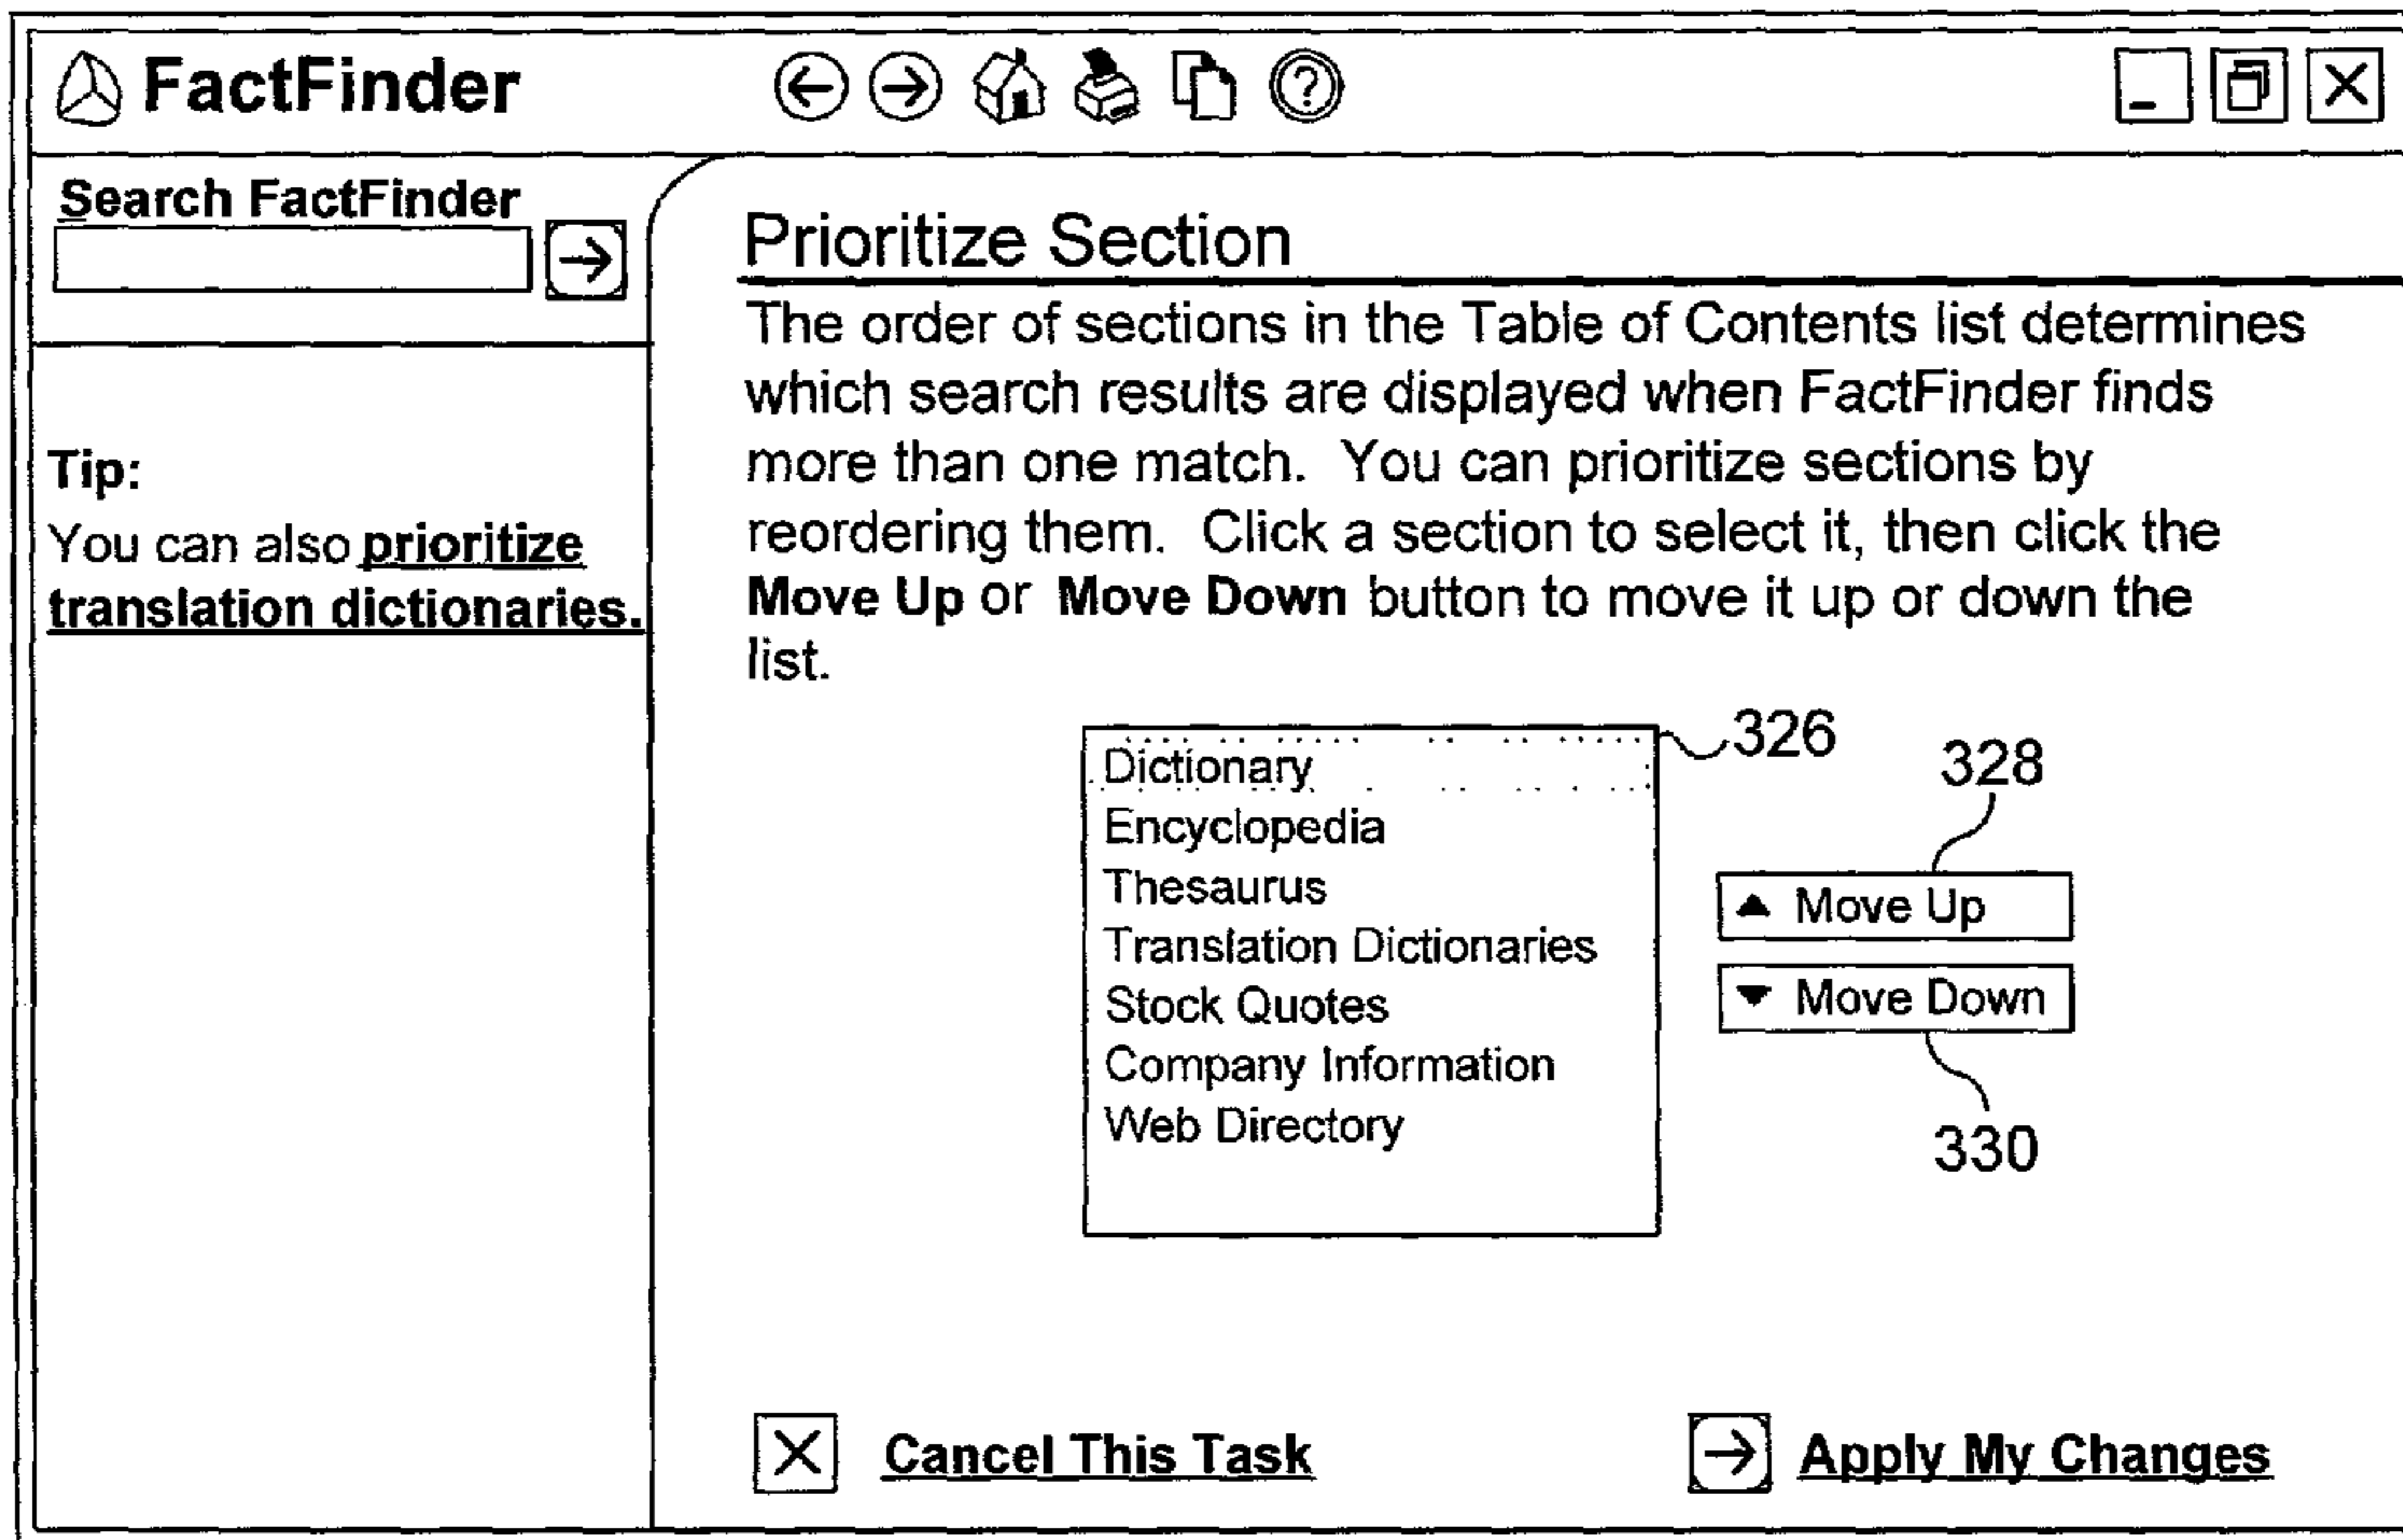 FactFinder
Search FactFinder
Tip:
You can also prioritize
translation dictionaries.
Prioritize Section
The order of sections in the Table of Contents list determines
which search results are displayed when FactFinder finds
more than one match. You can prioritize sections by
reordering them. Click a section to select it, then click the
Move Up or Move Down button to move it up or down the
list.
326
328
330
Dictionary
Encyclopedia
Thesaurus
Translation Dictionaries
Stock Quotes
Company Information
Web Directory
Move Up
Move Down
Cancel This Task
Apply My Changes